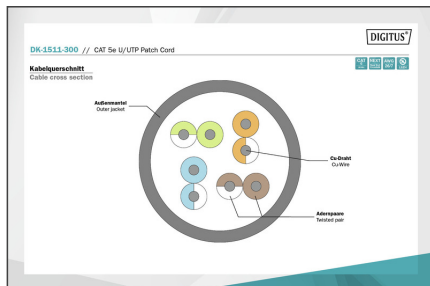 DIGITUS®
DK-1511-300 // CAT 5e U/UTP Patch Cord
Kabelquerschnitt
Cable cross section
Außenmantel
Outer jacket
Cu-Draht
Cu-Wire
Adernpaare
Twisted pair